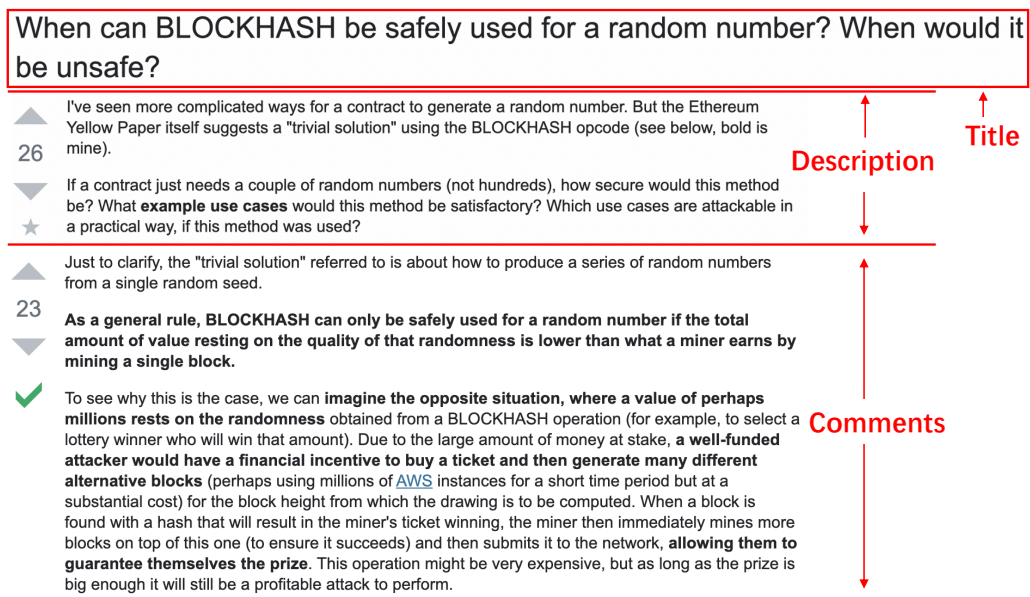 When can BLOCKHASH be safely used for a random number? When would it
be unsafe?
Title
26
I've seen more complicated ways for a contract to generate a random number. But the Ethereum
Yellow Paper itself suggests a "trivial solution" using the BLOCKHASH opcode (see below, bold is
mine).
If a contract just needs a couple of random numbers (not hundreds), how secure would this method
be? What example use cases would this method be satisfactory? Which use cases are attackable in
a practical way, if this method was used?
Description
23
Just to clarify, the "trivial solution" referred to is about how to produce a series of random numbers
from a single random seed.
As a general rule, BLOCKHASH can only be safely used for a random number if the total
amount of value resting on the quality of that randomness is lower than what a miner earns by
mining a single block.
To see why this is the case, we can imagine the opposite situation, where a value of perhaps
millions rests on the randomness obtained from a BLOCKHASH operation (for example, to select a
lottery winner who will win that amount). Due to the large amount of money at stake, a well-funded
attacker would have a financial incentive to buy a ticket and then generate many different
alternative blocks (perhaps using millions of AWS instances for a short time period but at a
substantial cost) for the block height from which the drawing is to be computed. When a block is
found with a hash that will result in the miner's ticket winning, the miner then immediately mines more
blocks on top of this one (to ensure it succeeds) and then submits it to the network, allowing them to
guarantee themselves the prize. This operation might be very expensive, but as long as the prize is
big enough it will still be a profitable attack to perform.
Comments